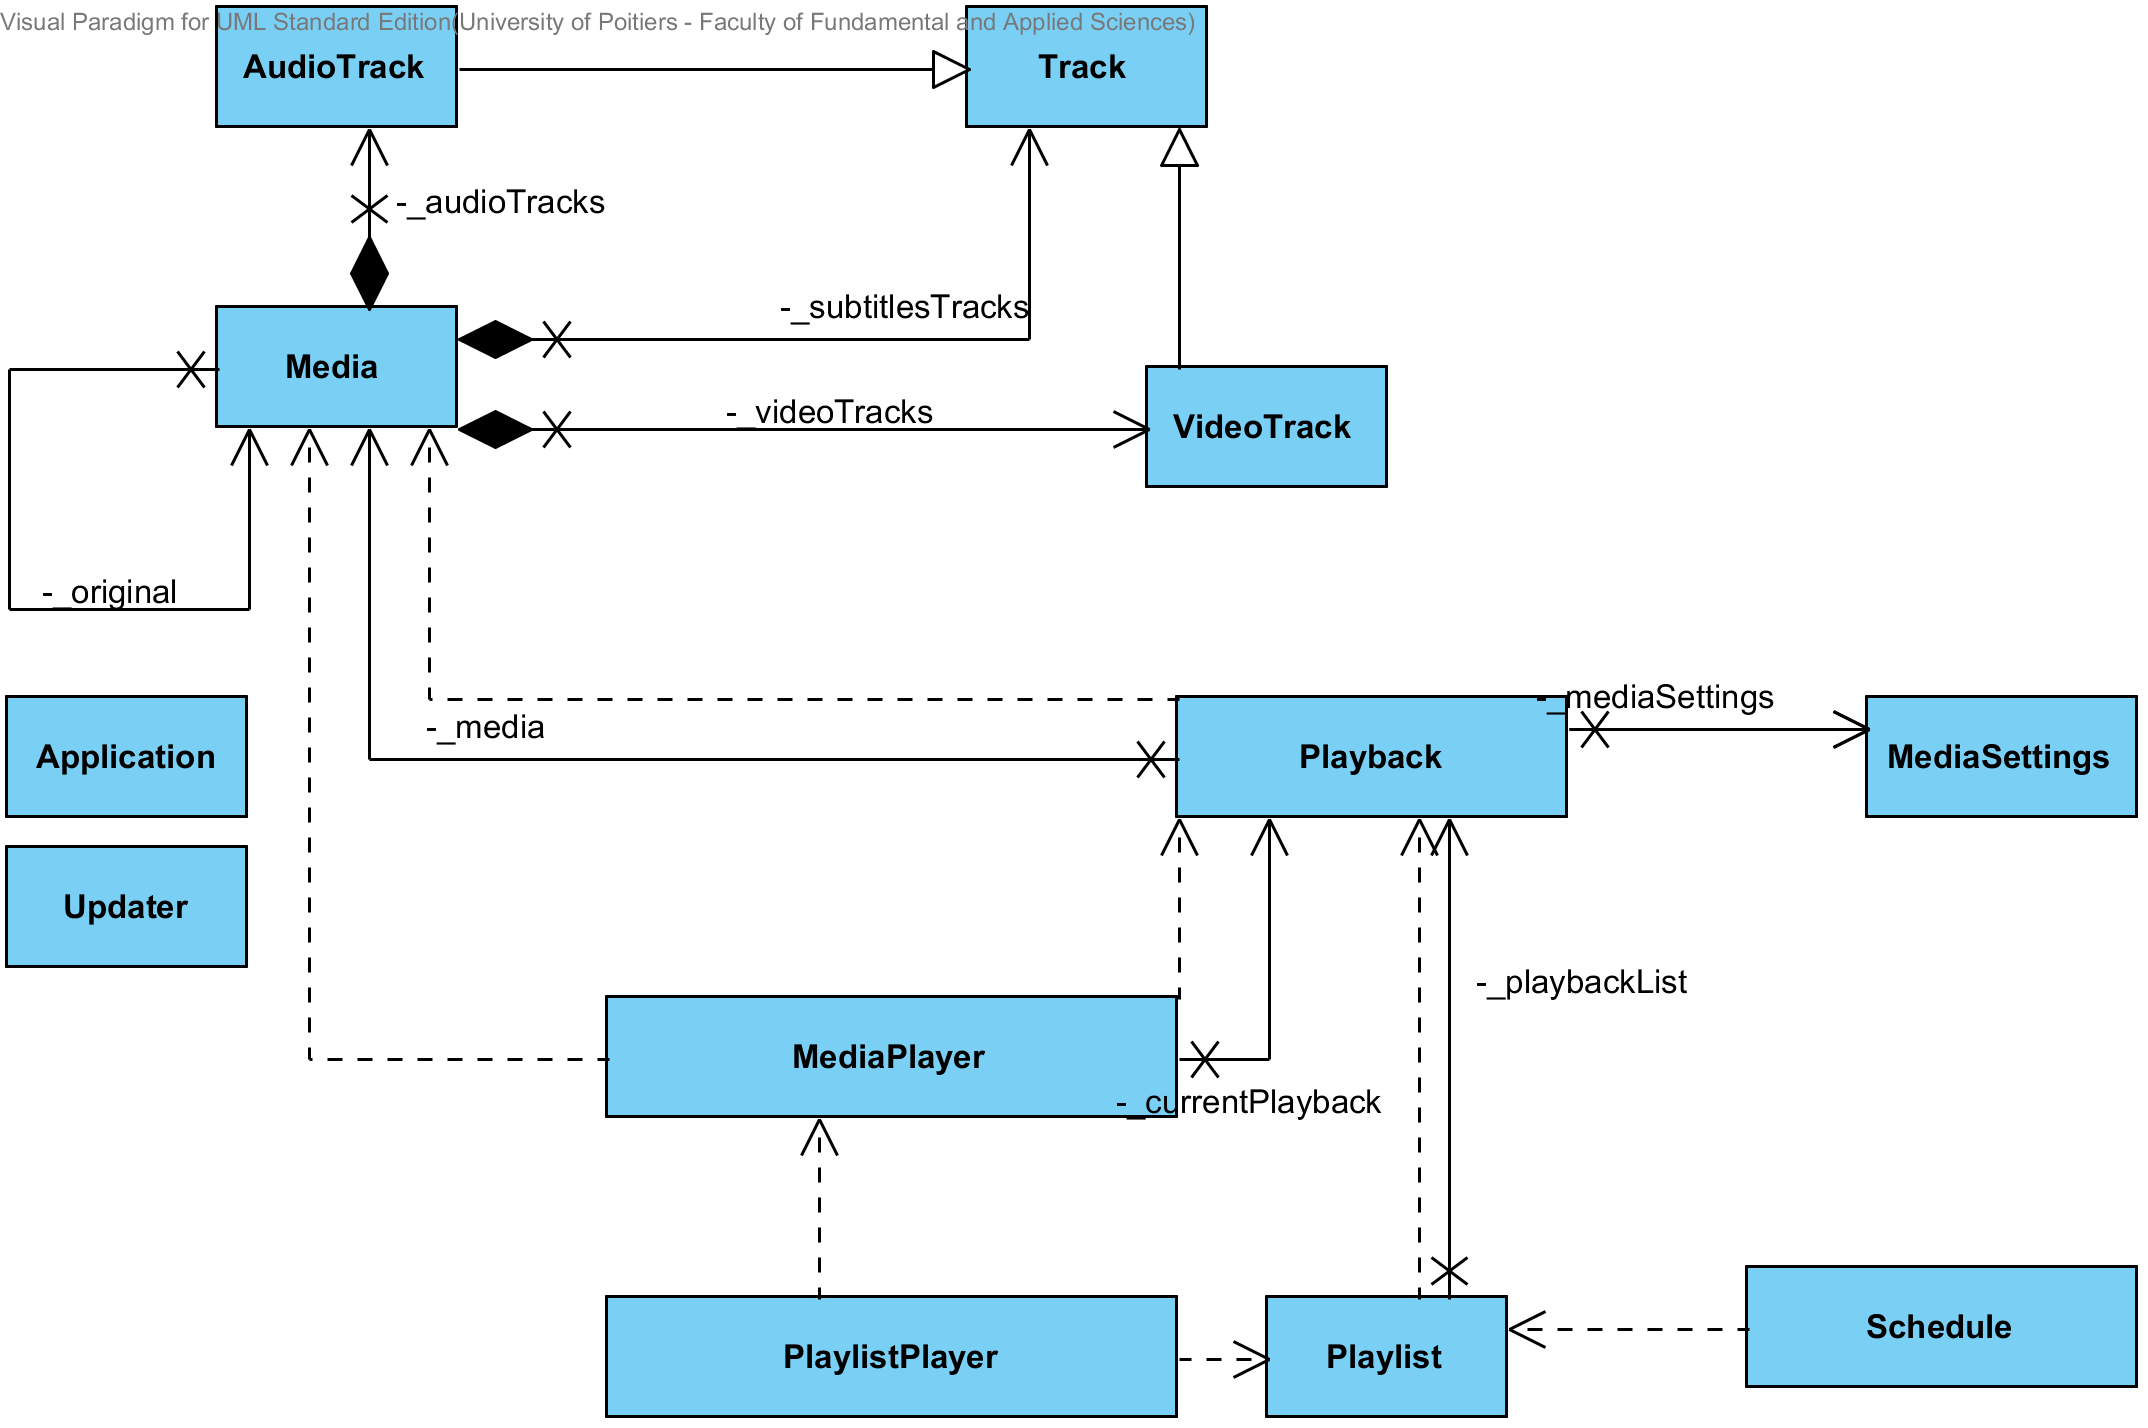 Visual Paradigm for UML Standard Edition(University of Poitiers - Faculty of Fundamental and Applied Sciences)
AudioTrack
Track
-_audioTracks
-_subtitlesTracks
Media
-_videoTracks
VideoTrack
-_original
-_mediaSettings
-_media
Application
Playback
MediaSettings
Updater
-_playbackList
MediaPlayer
-_currentPlayback
Schedule
PlaylistPlayer
Playlist